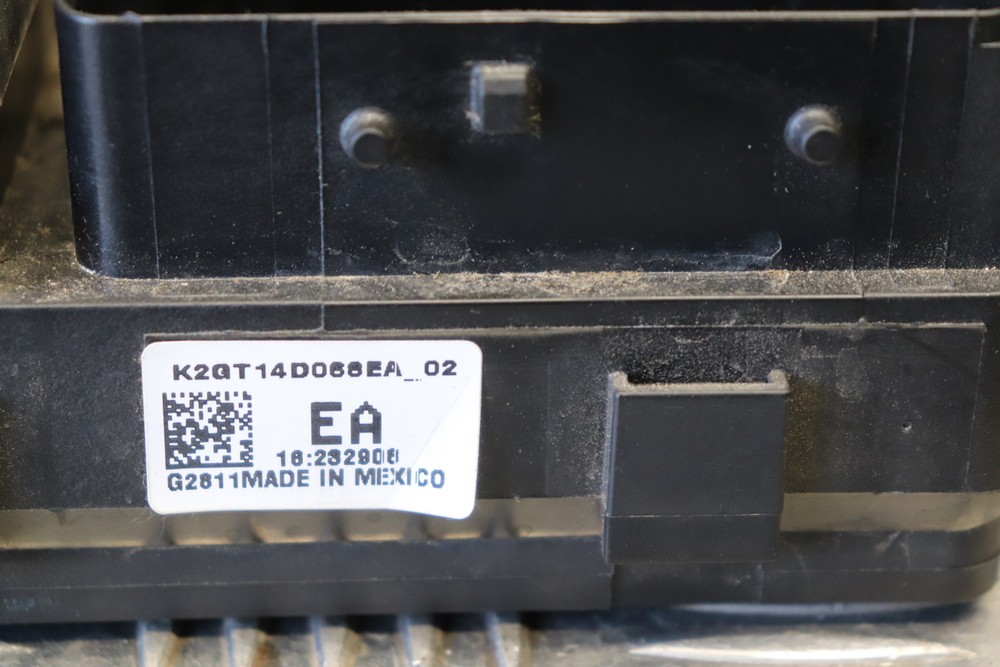 K2GT14D068EA_02
EA
16:232908
G2811MADE IN MEXICO